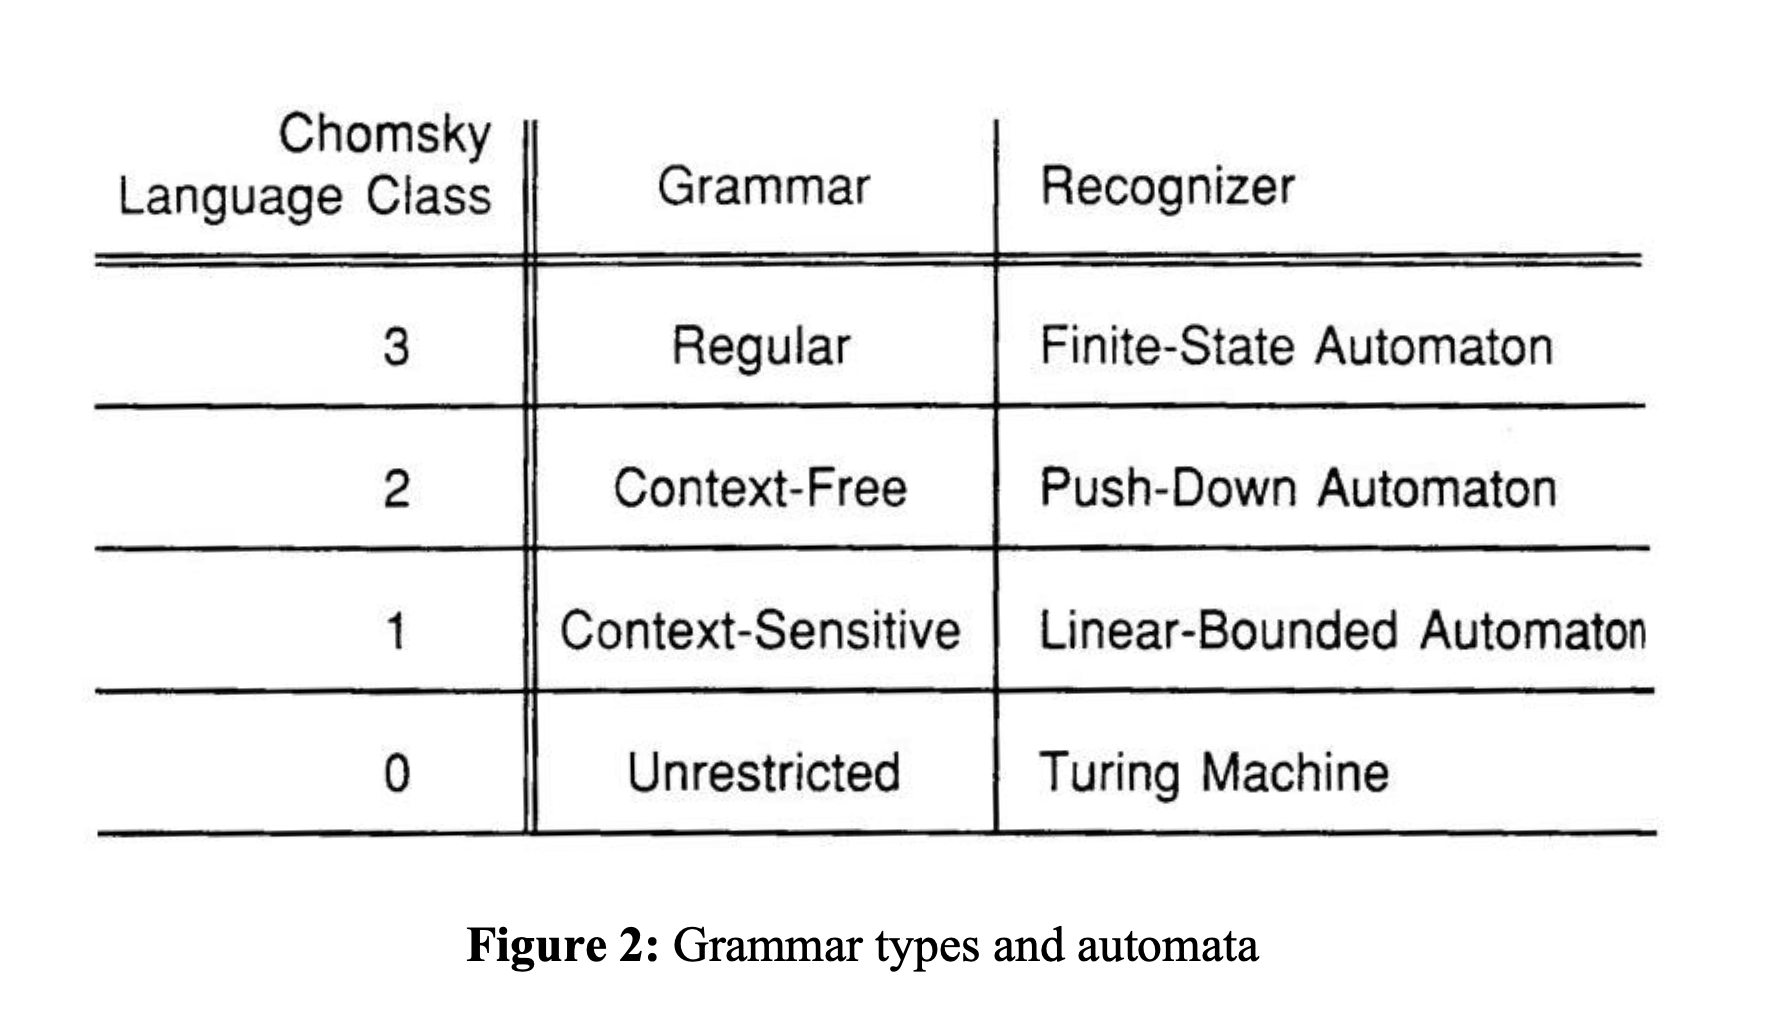 Chomsky
Language Class
Grammar
Recognizer
3 Regular Finite-State Automaton
2 Context-Free Push-Down Automaton
1 Context-Sensitive Linear-Bounded Automaton
0 Unrestricted Turing Machine
Figure 2: Grammar types and automata